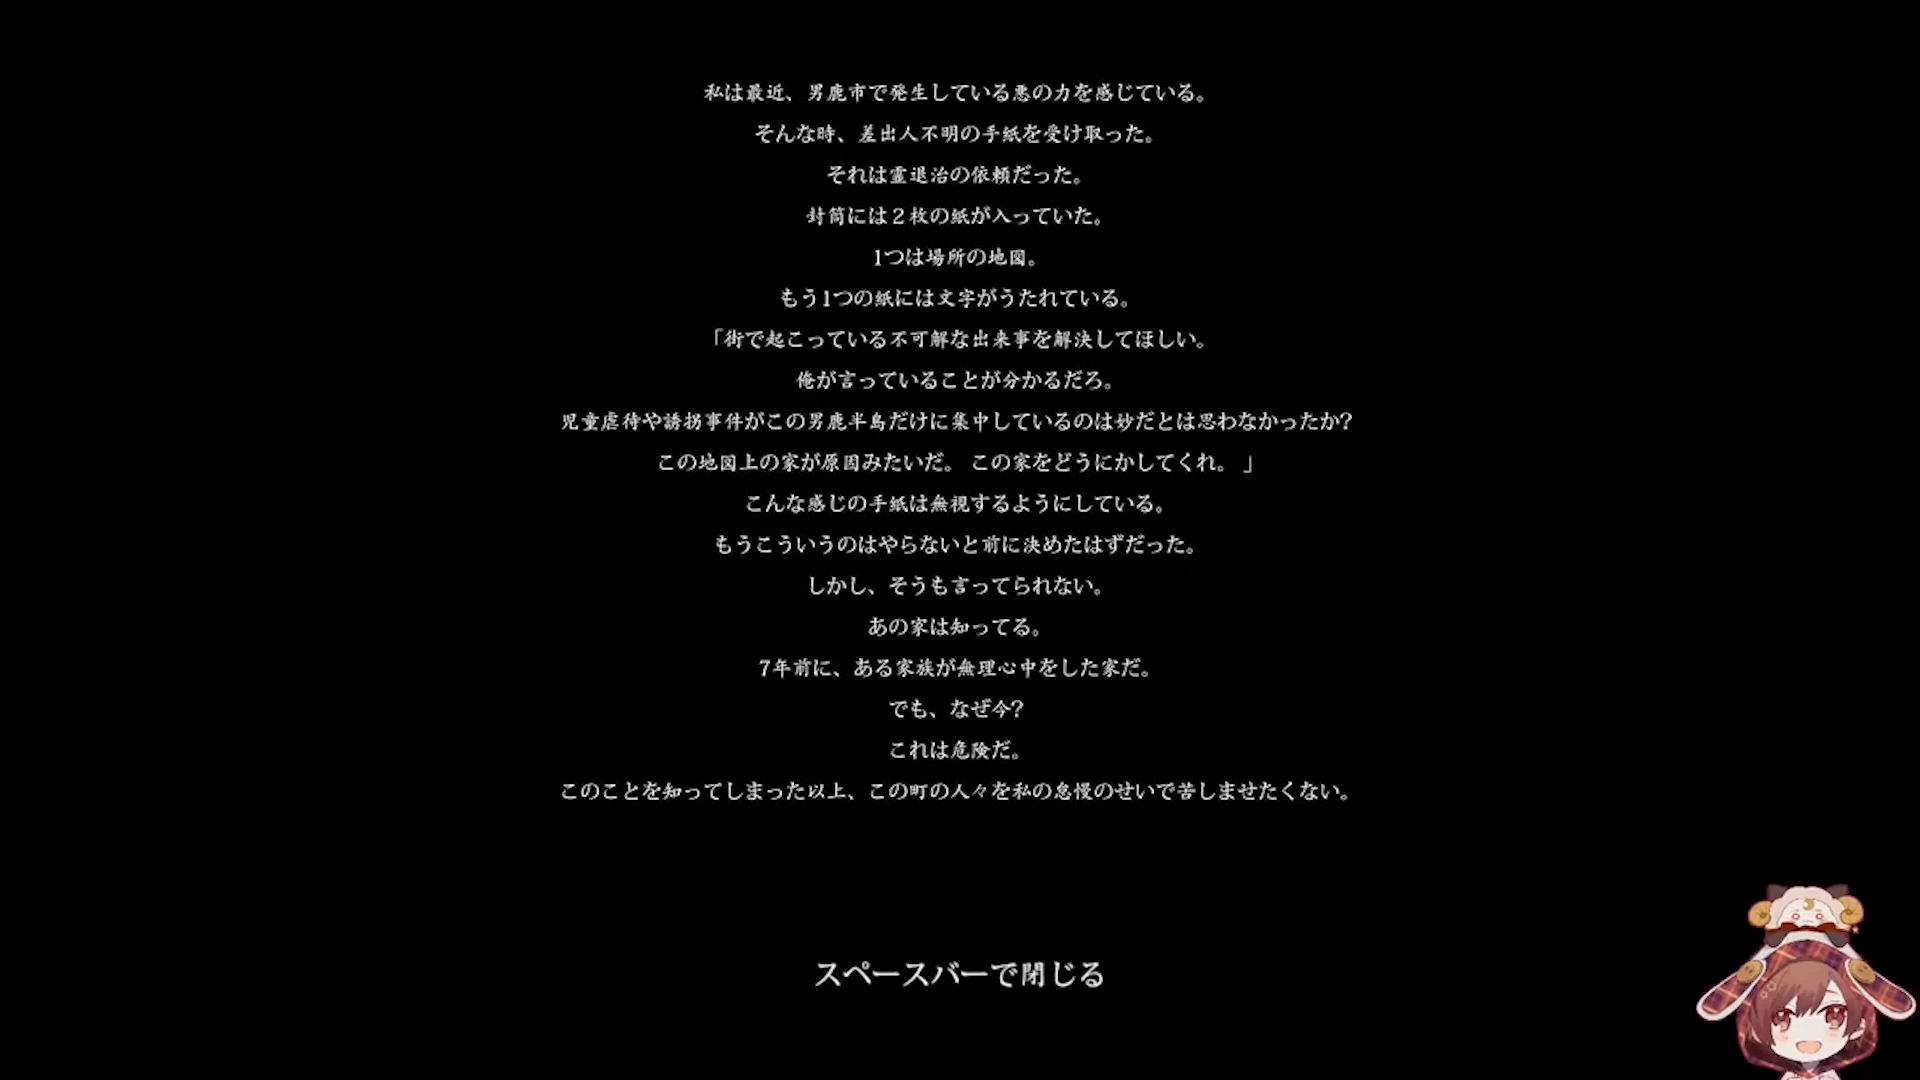 私は最近、男鹿市で発生している悪の力を感じている。
そんな時、差出人不明の手紙を受け取った。
それは霊退治の依頼だった。
封筒には２枚の紙が入っていた。
1つは場所の地図。
もう1つの紙には文字がうたれている。
「街で起こっている不可解な出来事を解決してほしい。
俺が言っていることが分かるだろ。
児童虐待や誘拐事件がこの男鹿半島だけに集中しているのは妙だとは思わなかったか?
この地図上の家が原因みたいだ。 この家をどうにかしてくれ。 」
こんな感じの手紙は無視するようにしている。
もうこういうのはやらないと前に決めたはずだった。
しかし、そうも言ってられない。
あの家は知ってる。
7年前に、ある家族が無理心中をした家だ。
でも、なぜ今?
これは危険だ。
このことを知ってしまった以上、この町の人々を私の怠慢のせいで苦しませたくない。
スペースバーで閉じる